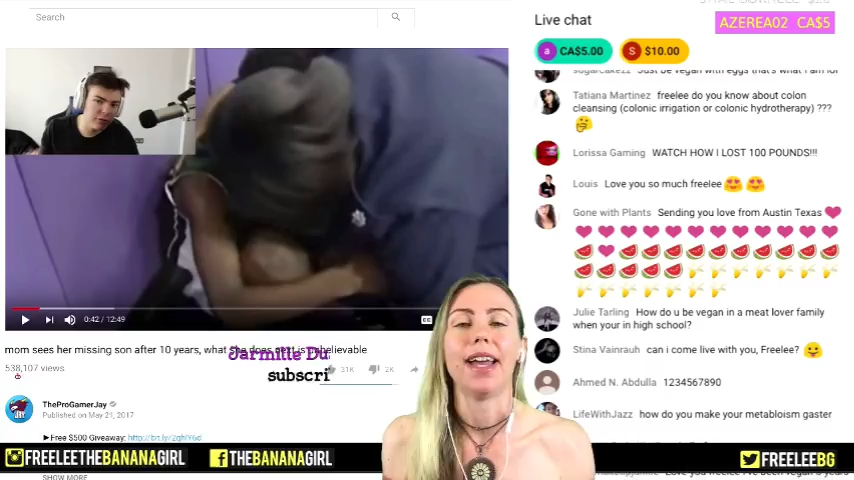 Search
Live chat
AZEREA02 CA$5
a CA$5.00
S $10.00
Tatiana Martinez freelee do you know about colon
cleansing (colonic irrigation or colonic hydrotherapy) ???
Lorissa Gaming WATCH HOW I LOST 100 POUNDS!!!
Louis Love you so much freelee
Gone with Plants Sending you love from Austin Texas
0:42 / 12:49
Julie Tarling How do u be vegan in a meat lover family
when your in high school?
mom sees her missing son after 10 years, what she does next is unbelievable
Jarmille Du
538,107 views
subscri
31K
2K
Stina Vainrauh can i come live with you, Freelee?
Ahmed N. Abdulla 1234567890
TheProGamerJay
Published on May 21, 2017
LifeWithJazz how do you make your metabloism gaster
►Free $500 Giveaway:
FREELEETHEBANANAGIRL
THEBANANAGIRL
FREELEEBG
SHOW MORE